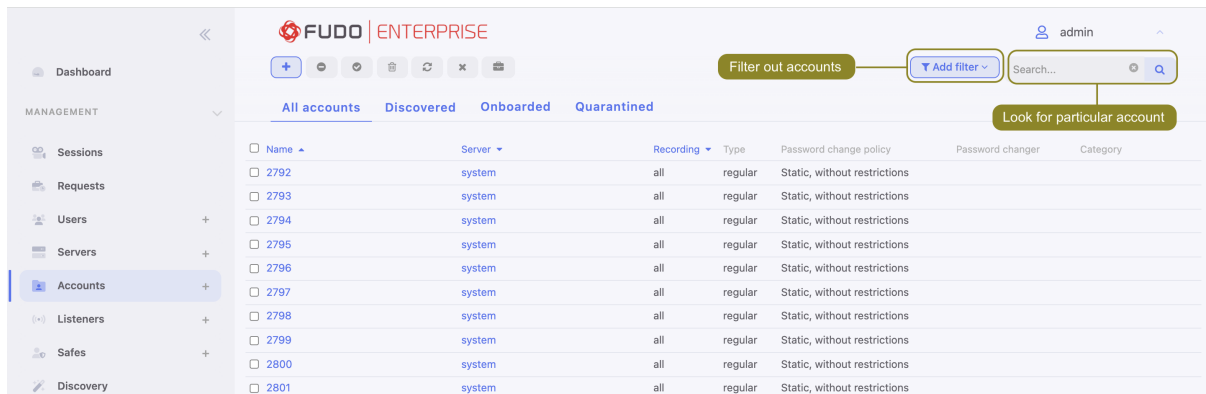 FUDO ENTERPRISE
admin
Filter out accounts
Add filter
Search...
Look for particular account
Dashboard
MANAGEMENT
Sessions
Requests
Users
Servers
Accounts
Listeners
Safes
Discovery
All accounts Discovered Onboarded Quarantined
Name Server Recording Type Password change policy Password changer Category
2792 system all regular Static, without restrictions
2793 system all regular Static, without restrictions
2794 system all regular Static, without restrictions
2795 system all regular Static, without restrictions
2796 system all regular Static, without restrictions
2797 system all regular Static, without restrictions
2798 system all regular Static, without restrictions
2799 system all regular Static, without restrictions
2800 system all regular Static, without restrictions
2801 system all regular Static, without restrictions